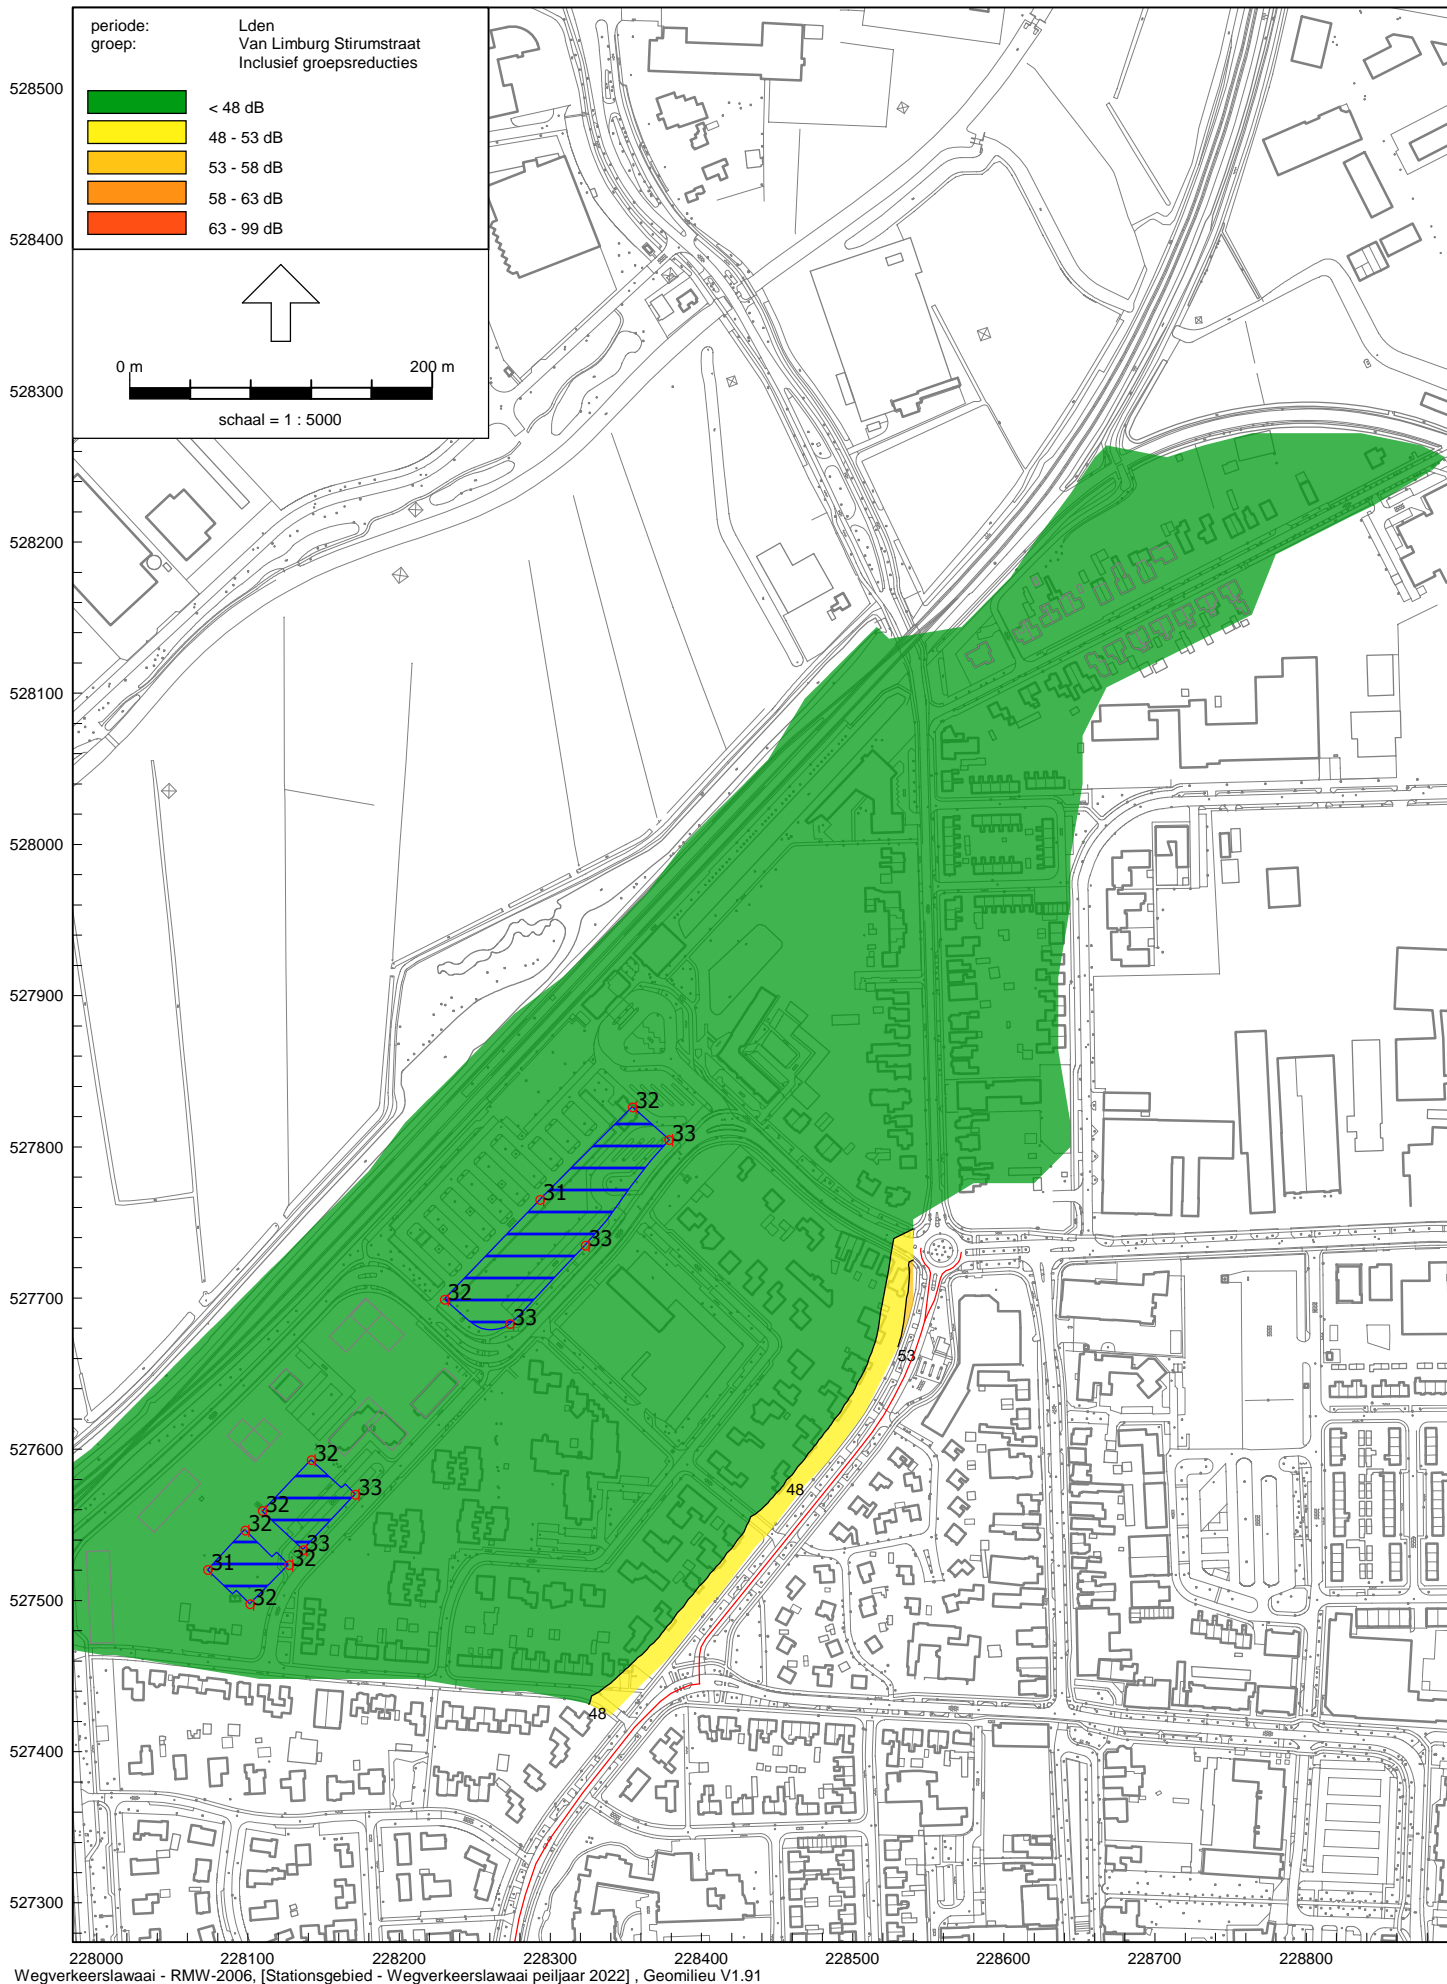 periode: Lden
groep: Van Limburg Stirumstraat
Inclusief groepsreducties
< 48 dB
48 - 53 dB
53 - 58 dB
58 - 63 dB
63 - 99 dB
0 m 200 m
schaal = 1 : 5000
528500
528400
528300
528200
528100
528000
527900
527800
527700
527600
527500
527400
527300
32
33
31
33
32
33
53
48
32
33
32
32
33
32
31
32
48
228000 228100 228200 228300 228400 228500 228600 228700 228800
Wegverkeerslawaai - RMW-2006, [Stationsgebied - Wegverkeerslawaai peiljaar 2022] , Geomilieu V1.91